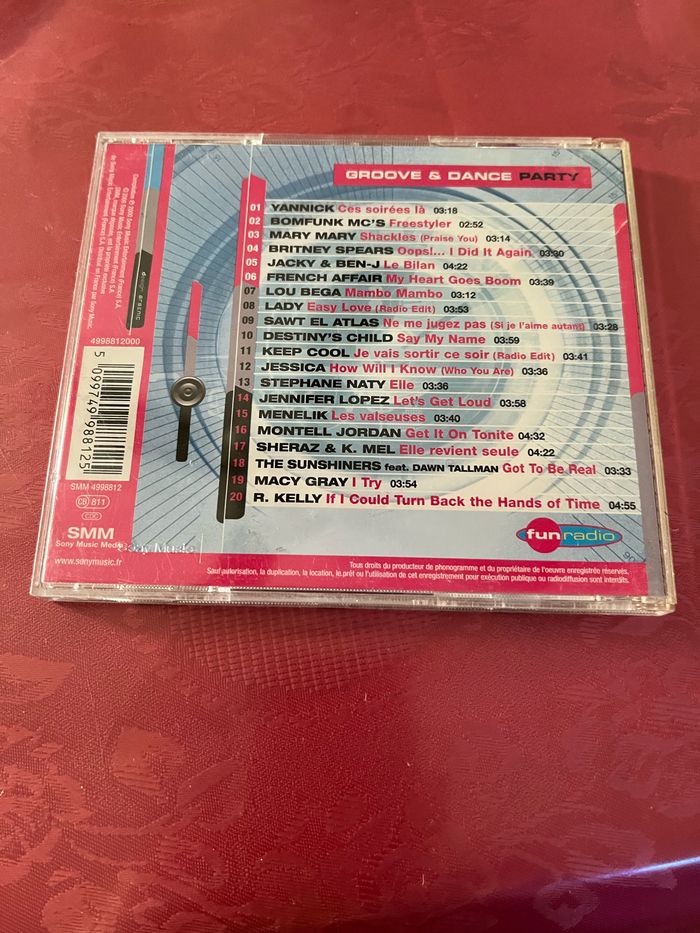 GROOVE & DANCE PARTY
01 YANNICK Ces soirées là 03:18
02 BOMFUNK MC'S Freestyler 02:52
03 MARY MARY Shackles (Praise You) 03:14
04 BRITNEY SPEARS Oops!... I Did It Again 03:30
05 JACKY & BEN-J Le Bilan 04:22
06 FRENCH AFFAIR My Heart Goes Boom 03:39
07 LOU BEGA Mambo Mambo 03:12
08 LADY Easy Love (Radio Edit) 03:53
09 SAWT EL ATLAS Ne me jugez pas (Si je l'aime autant) 03:28
10 DESTINY'S CHILD Say My Name 03:59
11 KEEP COOL Je vais sortir ce soir (Radio Edit) 03:41
12 JESSICA How Will I Know (Who You Are) 03:36
13 STEPHANE NATY Elle 03:36
14 JENNIFER LOPEZ Let's Get Loud 03:58
15 MENELIK Les valseuses 03:40
16 MONTELL JORDAN Get It On Tonite 04:32
17 SHERAZ & K. MEL Elle revient seule 04:22
18 THE SUNSHINERS feat. DAWN TALLMAN Got To Be Real 03:33
19 MACY GRAY I Try 03:54
20 R. KELLY If I Could Turn Back the Hands of Time 04:55
fun radio
Tous droits du producteur de phonogramme et du propriétaire de l'oeuvre enregistrée réservés.
Sauf autorisation, la duplication, la location, le prêt ou l'utilisation de cet enregistrement pour exécution publique ou radiodiffusion sont interdits.
4998812000
5 099749 988125
SMM 4998812
CB 811
CDC
SMM
Sony Music Media
www.sonymusic.fr
Sony Music